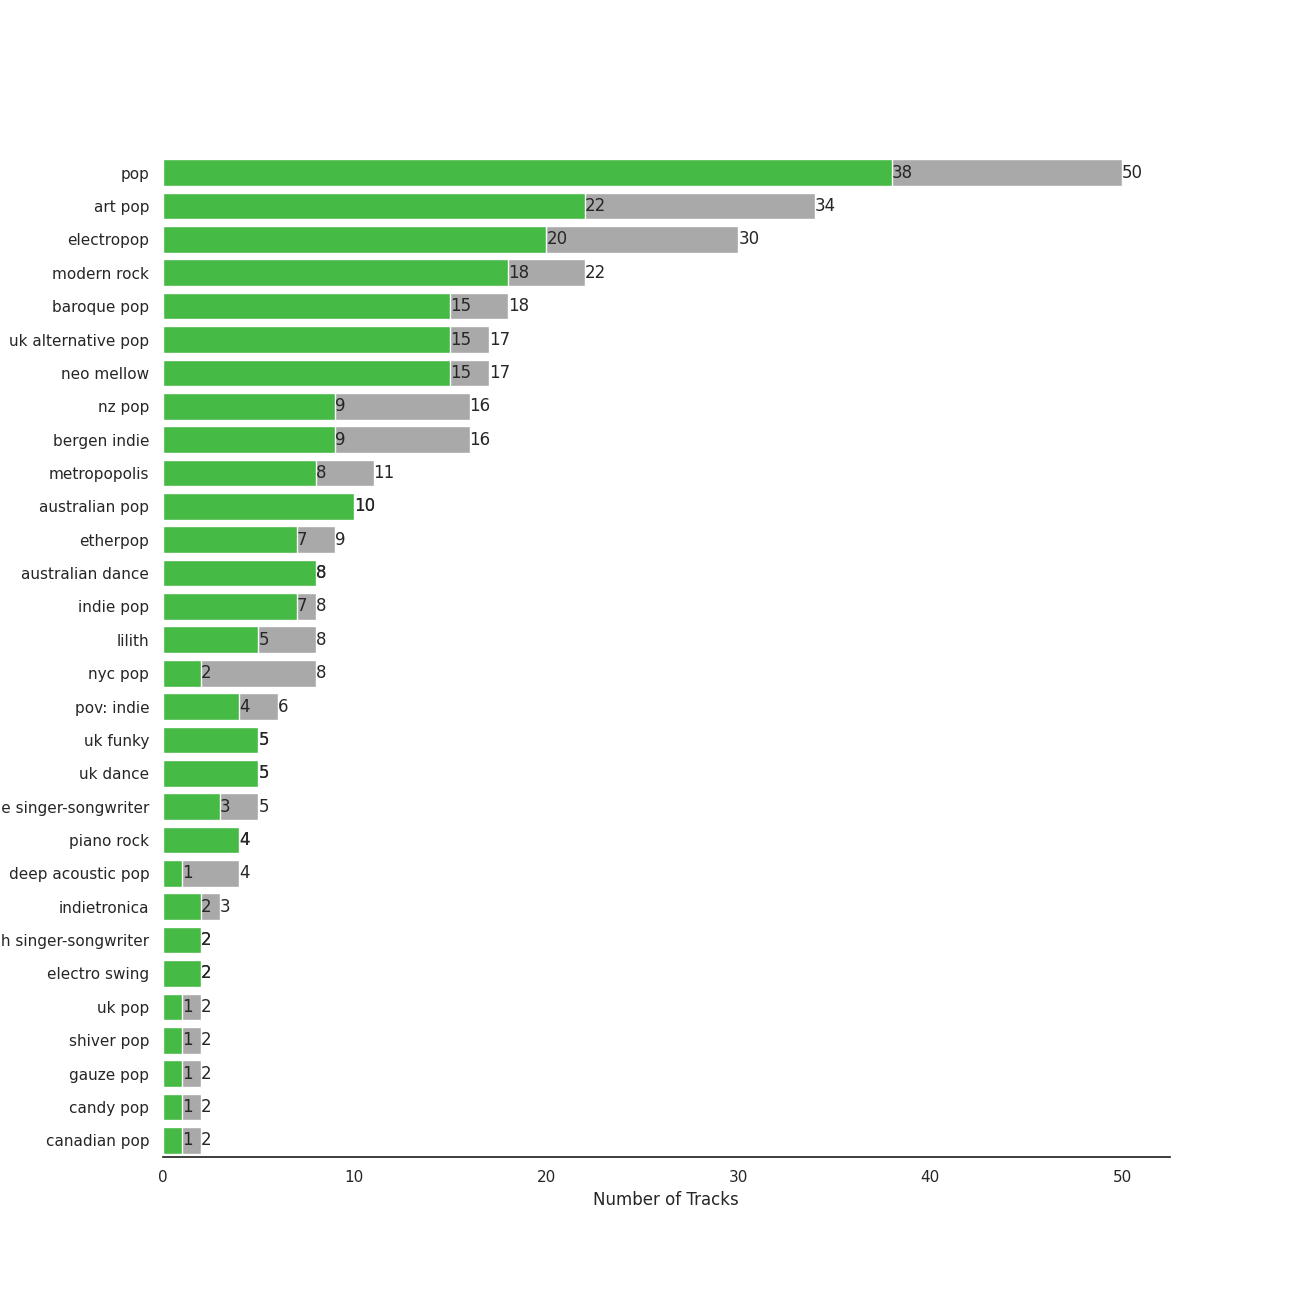 pop 38 50
art pop 22 34
electropop 20 30
modern rock 18 22
baroque pop 15 18
uk alternative pop 15 17
neo mellow 15 17
nz pop 9 16
bergen indie 9 16
metropopolis 8 11
australian pop 10
etherpop 7 9
australian dance 8
indie pop 7 8
lilith 5 8
nyc pop 2 8
pov: indie 4 6
uk funky 5
uk dance 5
e singer-songwriter 3 5
piano rock 4
deep acoustic pop 1 4
indietronica 2 3
h singer-songwriter 2
electro swing 2
uk pop 1 2
shiver pop 1 2
gauze pop 1 2
candy pop 1 2
canadian pop 1 2
0 10 20 30 40 50
Number of Tracks